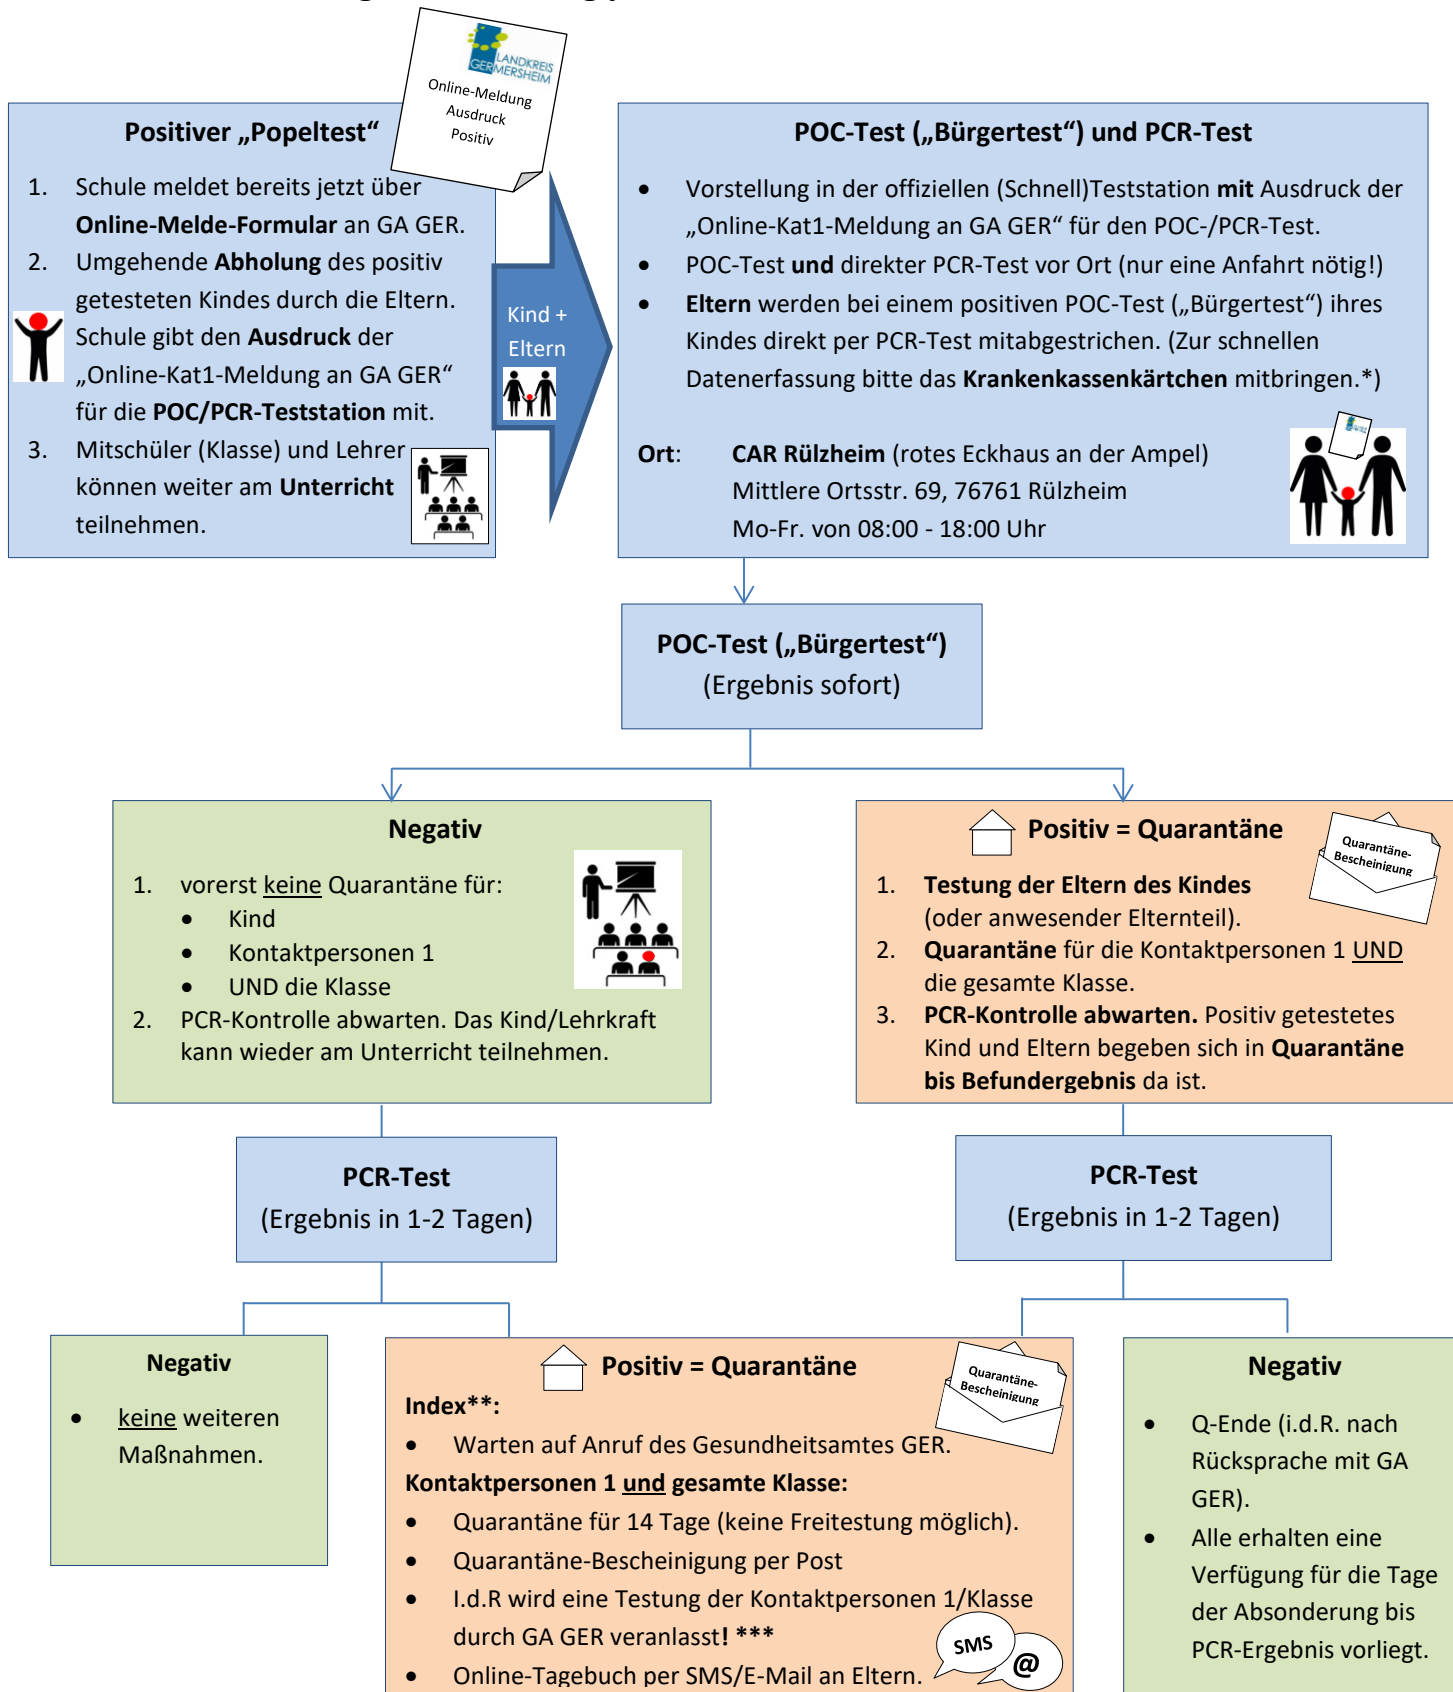 LANDKREIS
GERMERSHEIM
Online-Meldung
Ausdruck
Positiv
Positiver „Popeltest“
1. Schule meldet bereits jetzt über
Online-Melde-Formular an GA GER.
2. Umgehende Abholung des positiv
getesteten Kindes durch die Eltern.
Schule gibt den Ausdruck der
„Online-Kat1-Meldung an GA GER“
für die POC/PCR-Teststation mit.
3. Mitschüler (Klasse) und Lehrer
können weiter am Unterricht
teilnehmen.
Kind +
Eltern
POC-Test („Bürgertest“) und PCR-Test
• Vorstellung in der offiziellen (Schnell)Teststation mit Ausdruck der
„Online-Kat1-Meldung an GA GER“ für den POC-/PCR-Test.
• POC-Test und direkter PCR-Test vor Ort (nur eine Anfahrt nötig!)
• Eltern werden bei einem positiven POC-Test („Bürgertest“) ihres
Kindes direkt per PCR-Test mitabgestrichen. (Zur schnellen
Datenerfassung bitte das Krankenkassenkärtchen mitbringen.*)
Ort: CAR Rülzheim (rotes Eckhaus an der Ampel)
Mittlere Ortsstr. 69, 76761 Rülzheim
Mo-Fr. von 08:00 - 18:00 Uhr
POC-Test („Bürgertest“)
(Ergebnis sofort)
Negativ
1. vorerst keine Quarantäne für:
• Kind
• Kontaktpersonen 1
• UND die Klasse
2. PCR-Kontrolle abwarten. Das Kind/Lehrkraft
kann wieder am Unterricht teilnehmen.
Positiv = Quarantäne
Quarantäne-
Bescheinigung
1. Testung der Eltern des Kindes
(oder anwesender Elternteil).
2. Quarantäne für die Kontaktpersonen 1 UND
die gesamte Klasse.
3. PCR-Kontrolle abwarten. Positiv getestetes
Kind und Eltern begeben sich in Quarantäne
bis Befundergebnis da ist.
PCR-Test
(Ergebnis in 1-2 Tagen)
PCR-Test
(Ergebnis in 1-2 Tagen)
Negativ
• keine weiteren
Maßnahmen.
Positiv = Quarantäne
Quarantäne-
Bescheinigung
Index**:
• Warten auf Anruf des Gesundheitsamtes GER.
Kontaktpersonen 1 und gesamte Klasse:
• Quarantäne für 14 Tage (keine Freitestung möglich).
• Quarantäne-Bescheinigung per Post
• I.d.R wird eine Testung der Kontaktpersonen 1/Klasse
durch GA GER veranlasst! ***
• Online-Tagebuch per SMS/E-Mail an Eltern.
SMS
@
Negativ
• Q-Ende (i.d.R. nach
Rücksprache mit GA
GER).
• Alle erhalten eine
Verfügung für die Tage
der Absonderung bis
PCR-Ergebnis vorliegt.